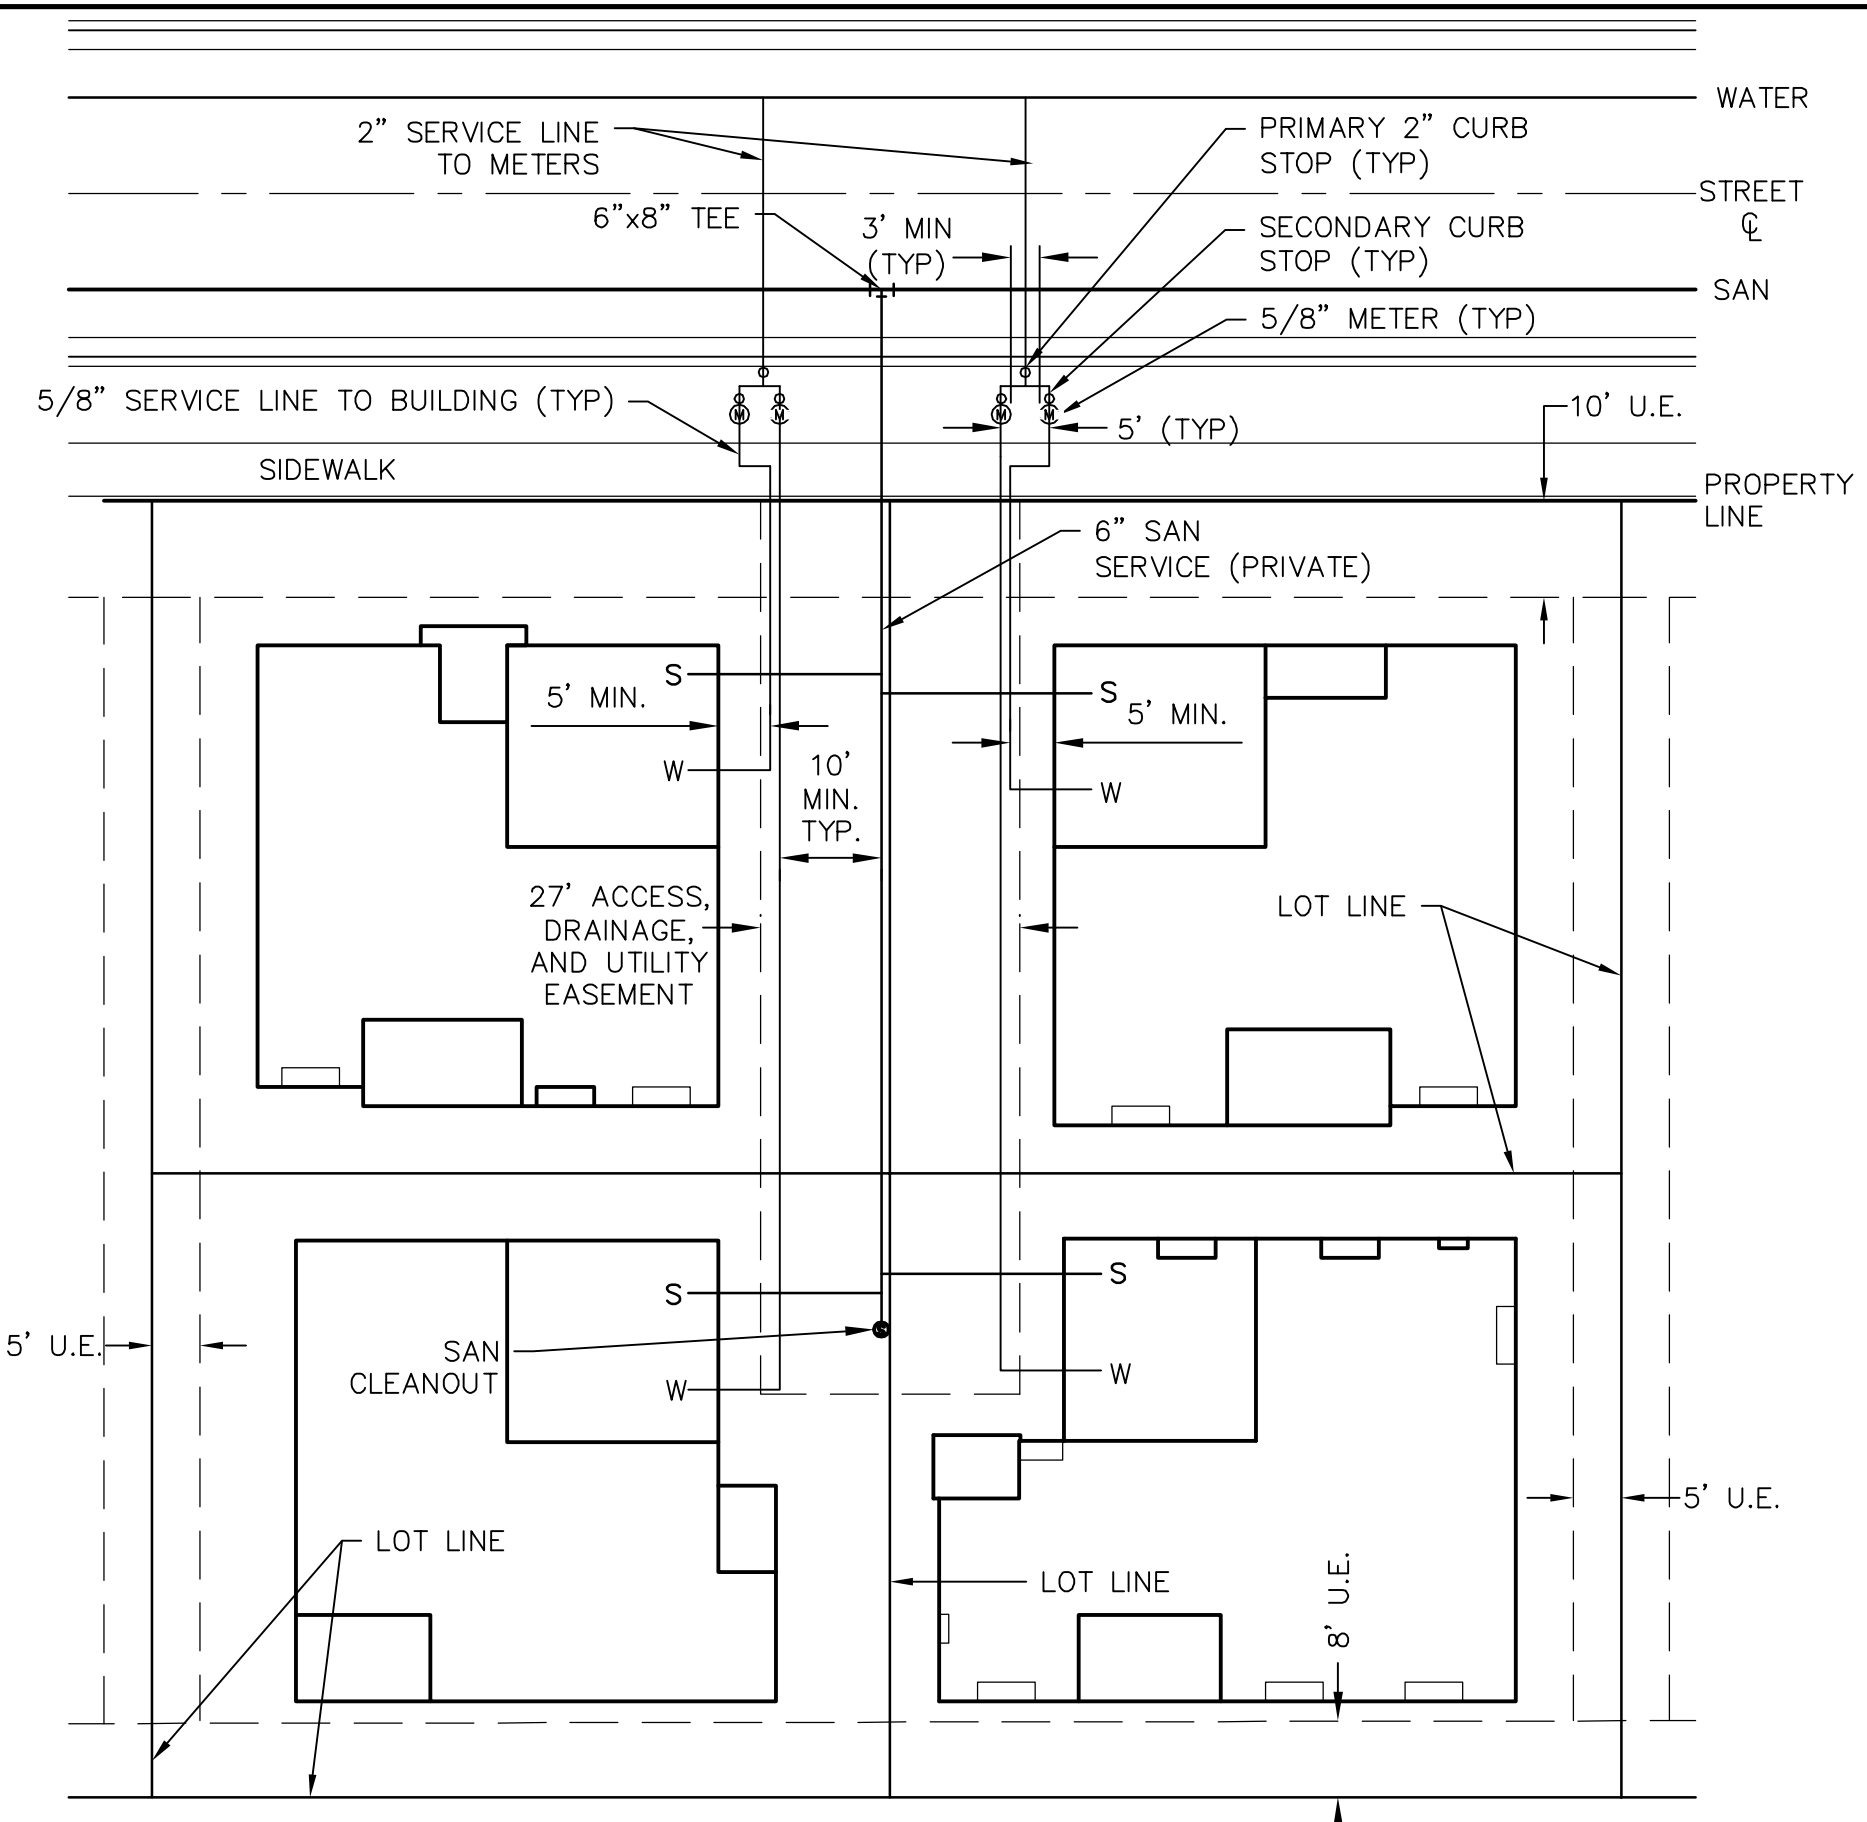 WATER
2” SERVICE LINE
TO METERS
PRIMARY 2” CURB
STOP (TYP)
STREET
℄
6”x8” TEE
3’ MIN
(TYP)
SECONDARY CURB
STOP (TYP)
SAN
5/8” METER (TYP)
5/8” SERVICE LINE TO BUILDING (TYP)
M
M
M
M
10’ U.E.
5’ (TYP)
SIDEWALK
PROPERTY
LINE
6” SAN
SERVICE (PRIVATE)
S
S
5’ MIN.
5’ MIN.
W
W
10’
MIN.
TYP.
27’ ACCESS,
DRAINAGE,
AND UTILITY
EASEMENT
LOT LINE
S
S
5’ U.E.
SAN
CLEANOUT
S
W
W
5’ U.E.
LOT LINE
LOT LINE
8’ U.E.